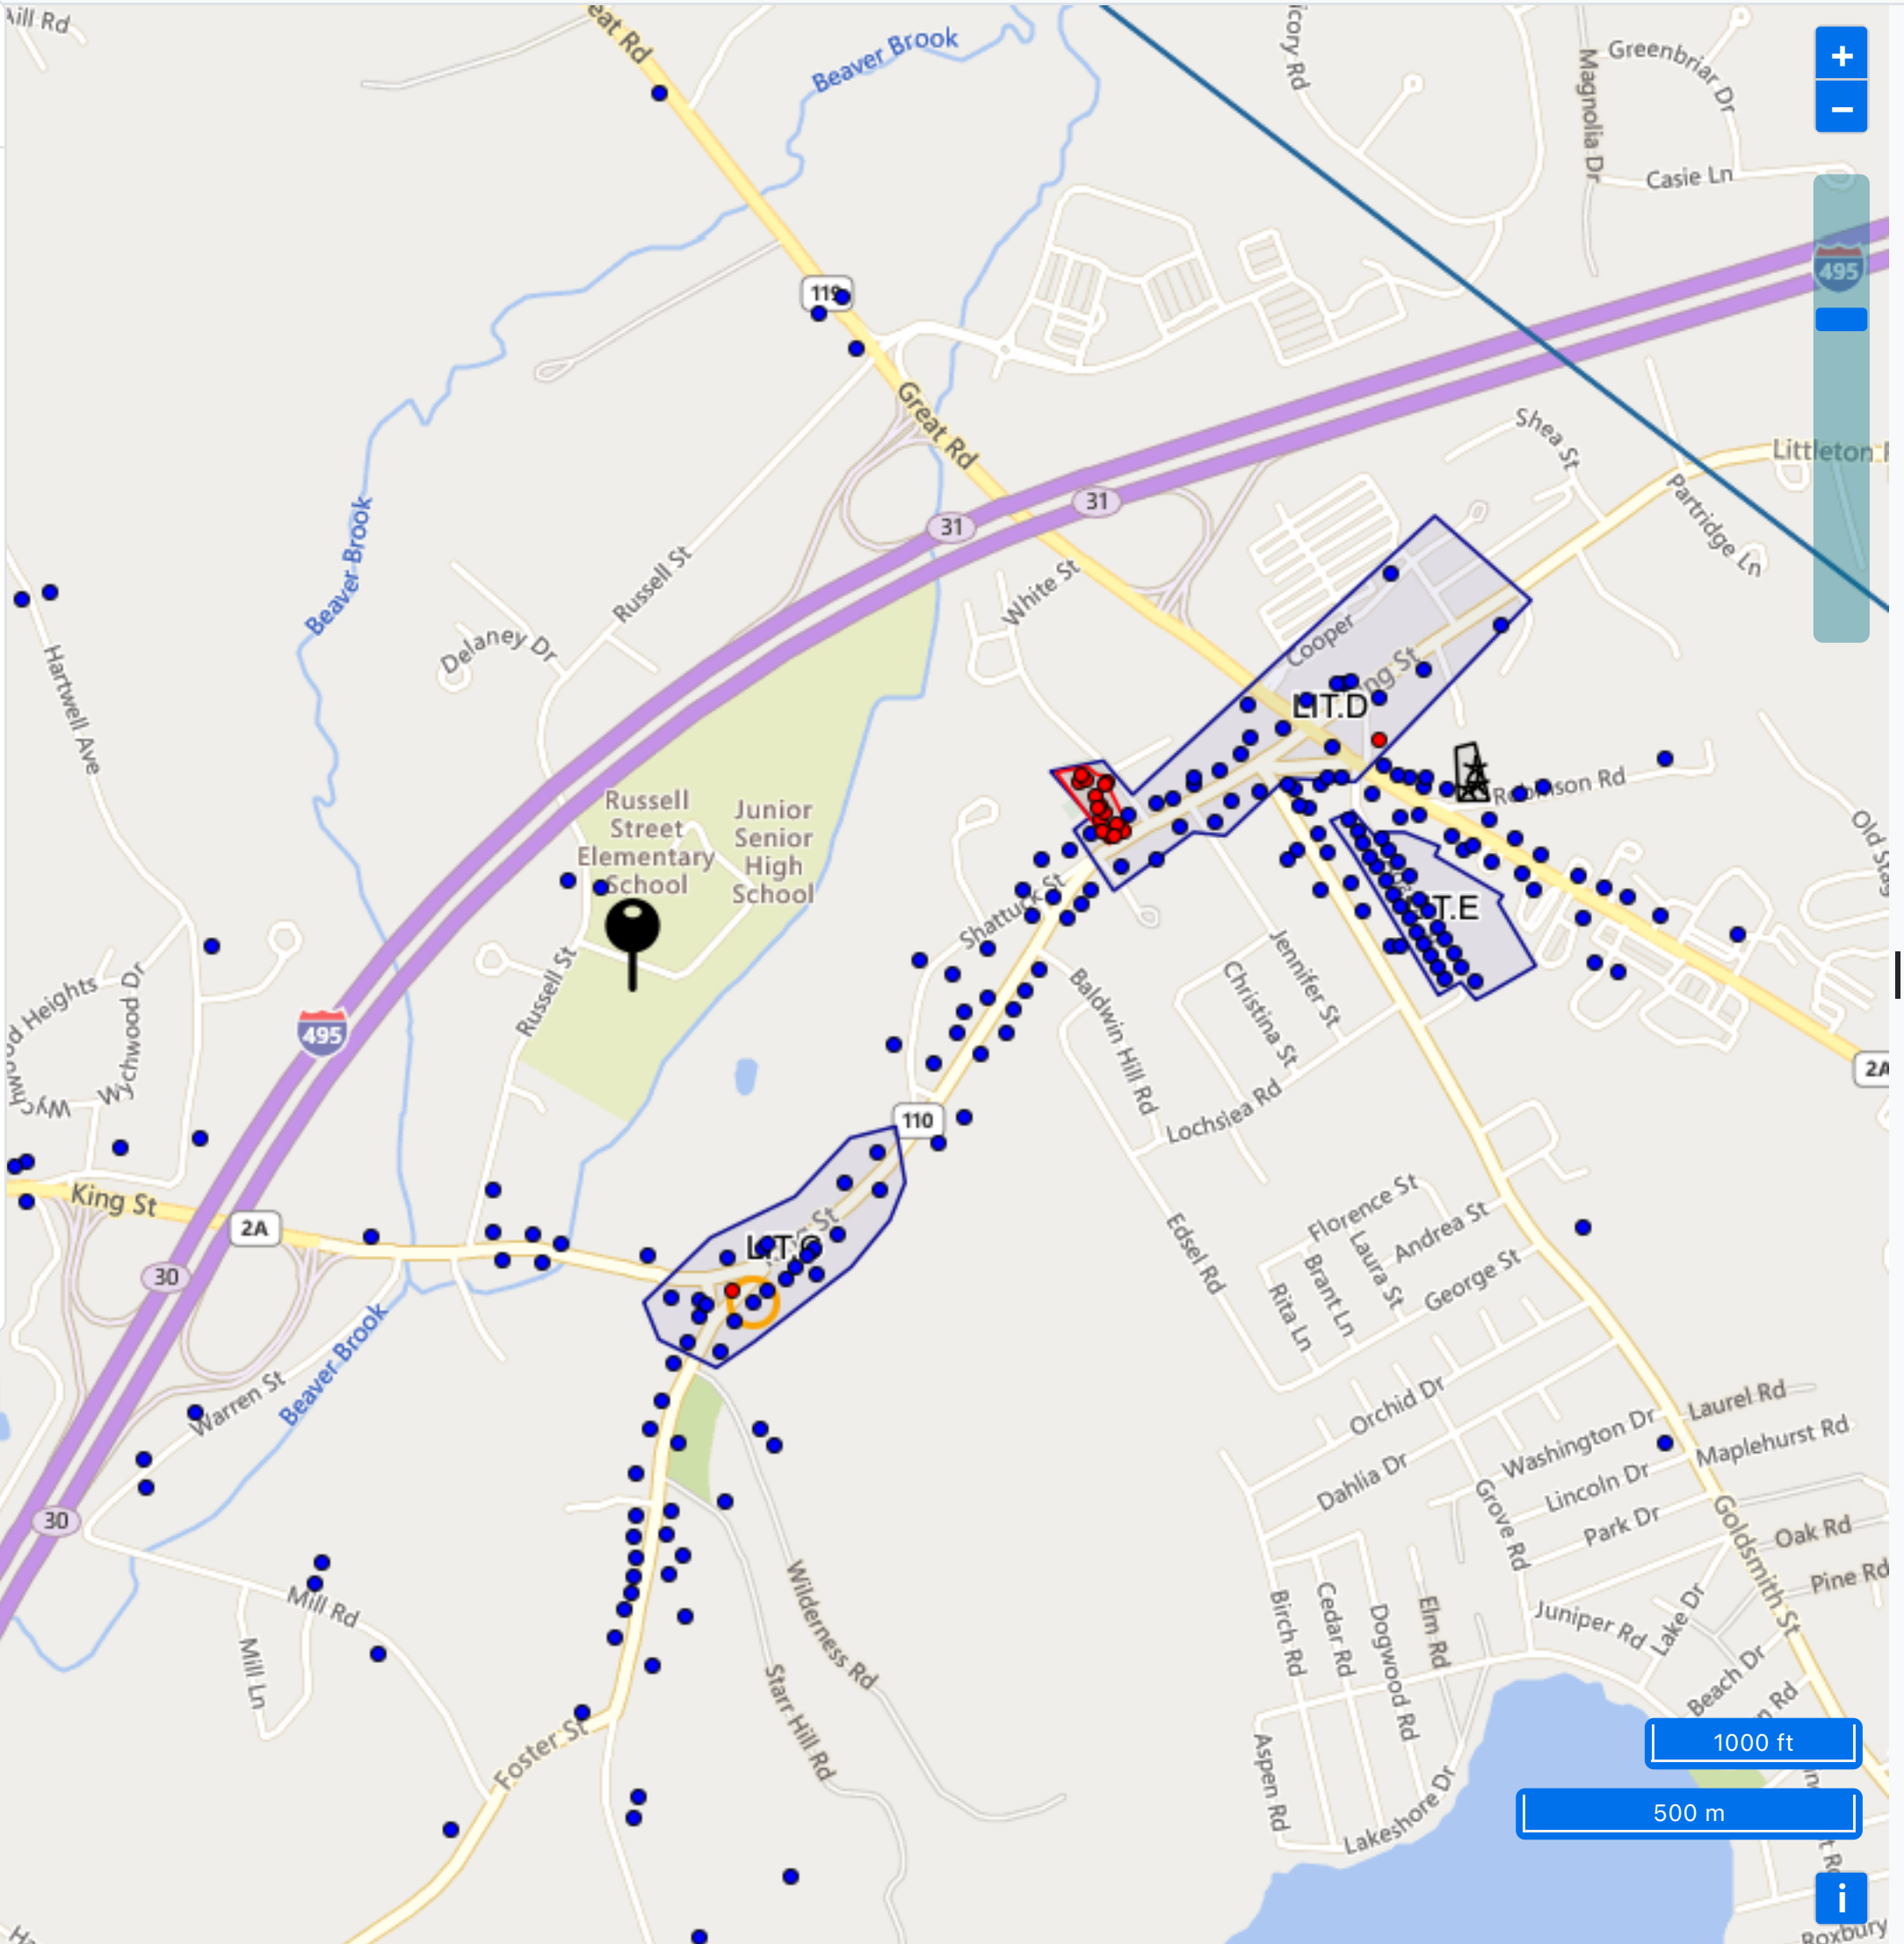 Beaver Brook
Greenbriar Dr
Magnolia Dr
Casie Ln
119
495
Great Rd
Shea St
31
31
Partridge Ln
Beaver Brook
Russell St
White St
Delaney Dr
Cooper
Hartwell Ave
LIT.D
Robinson Rd
Russell
Street
Elementary
School
Junior
Senior
High
School
Shattuck St
Russell St
Jennifer St
Christina St
Baldwin Hill Rd
Wychwood Dr
495
2A
110
Lochslea Rd
King St
2A
30
Florence St
Andrea St
Laura St
Brant Ln
George St
Rita Ln
Edsel Rd
Beaver Brook
Warren St
30
Orchid Dr
Dahlia Dr
Laurel Rd
Washington Dr
Maplehurst Rd
Lincoln Dr
Grove Rd
Park Dr
Oak Rd
Goldsmith St
Pine Rd
Mill Rd
Mill Ln
Wilderness Rd
Starr Hill Rd
Birch Rd
Cedar Rd
Dogwood Rd
Elm Rd
Juniper Rd
Lake Dr
Beach Dr
Foster St
Aspen Rd
Lakeshore Dr
1000 ft
500 m
i